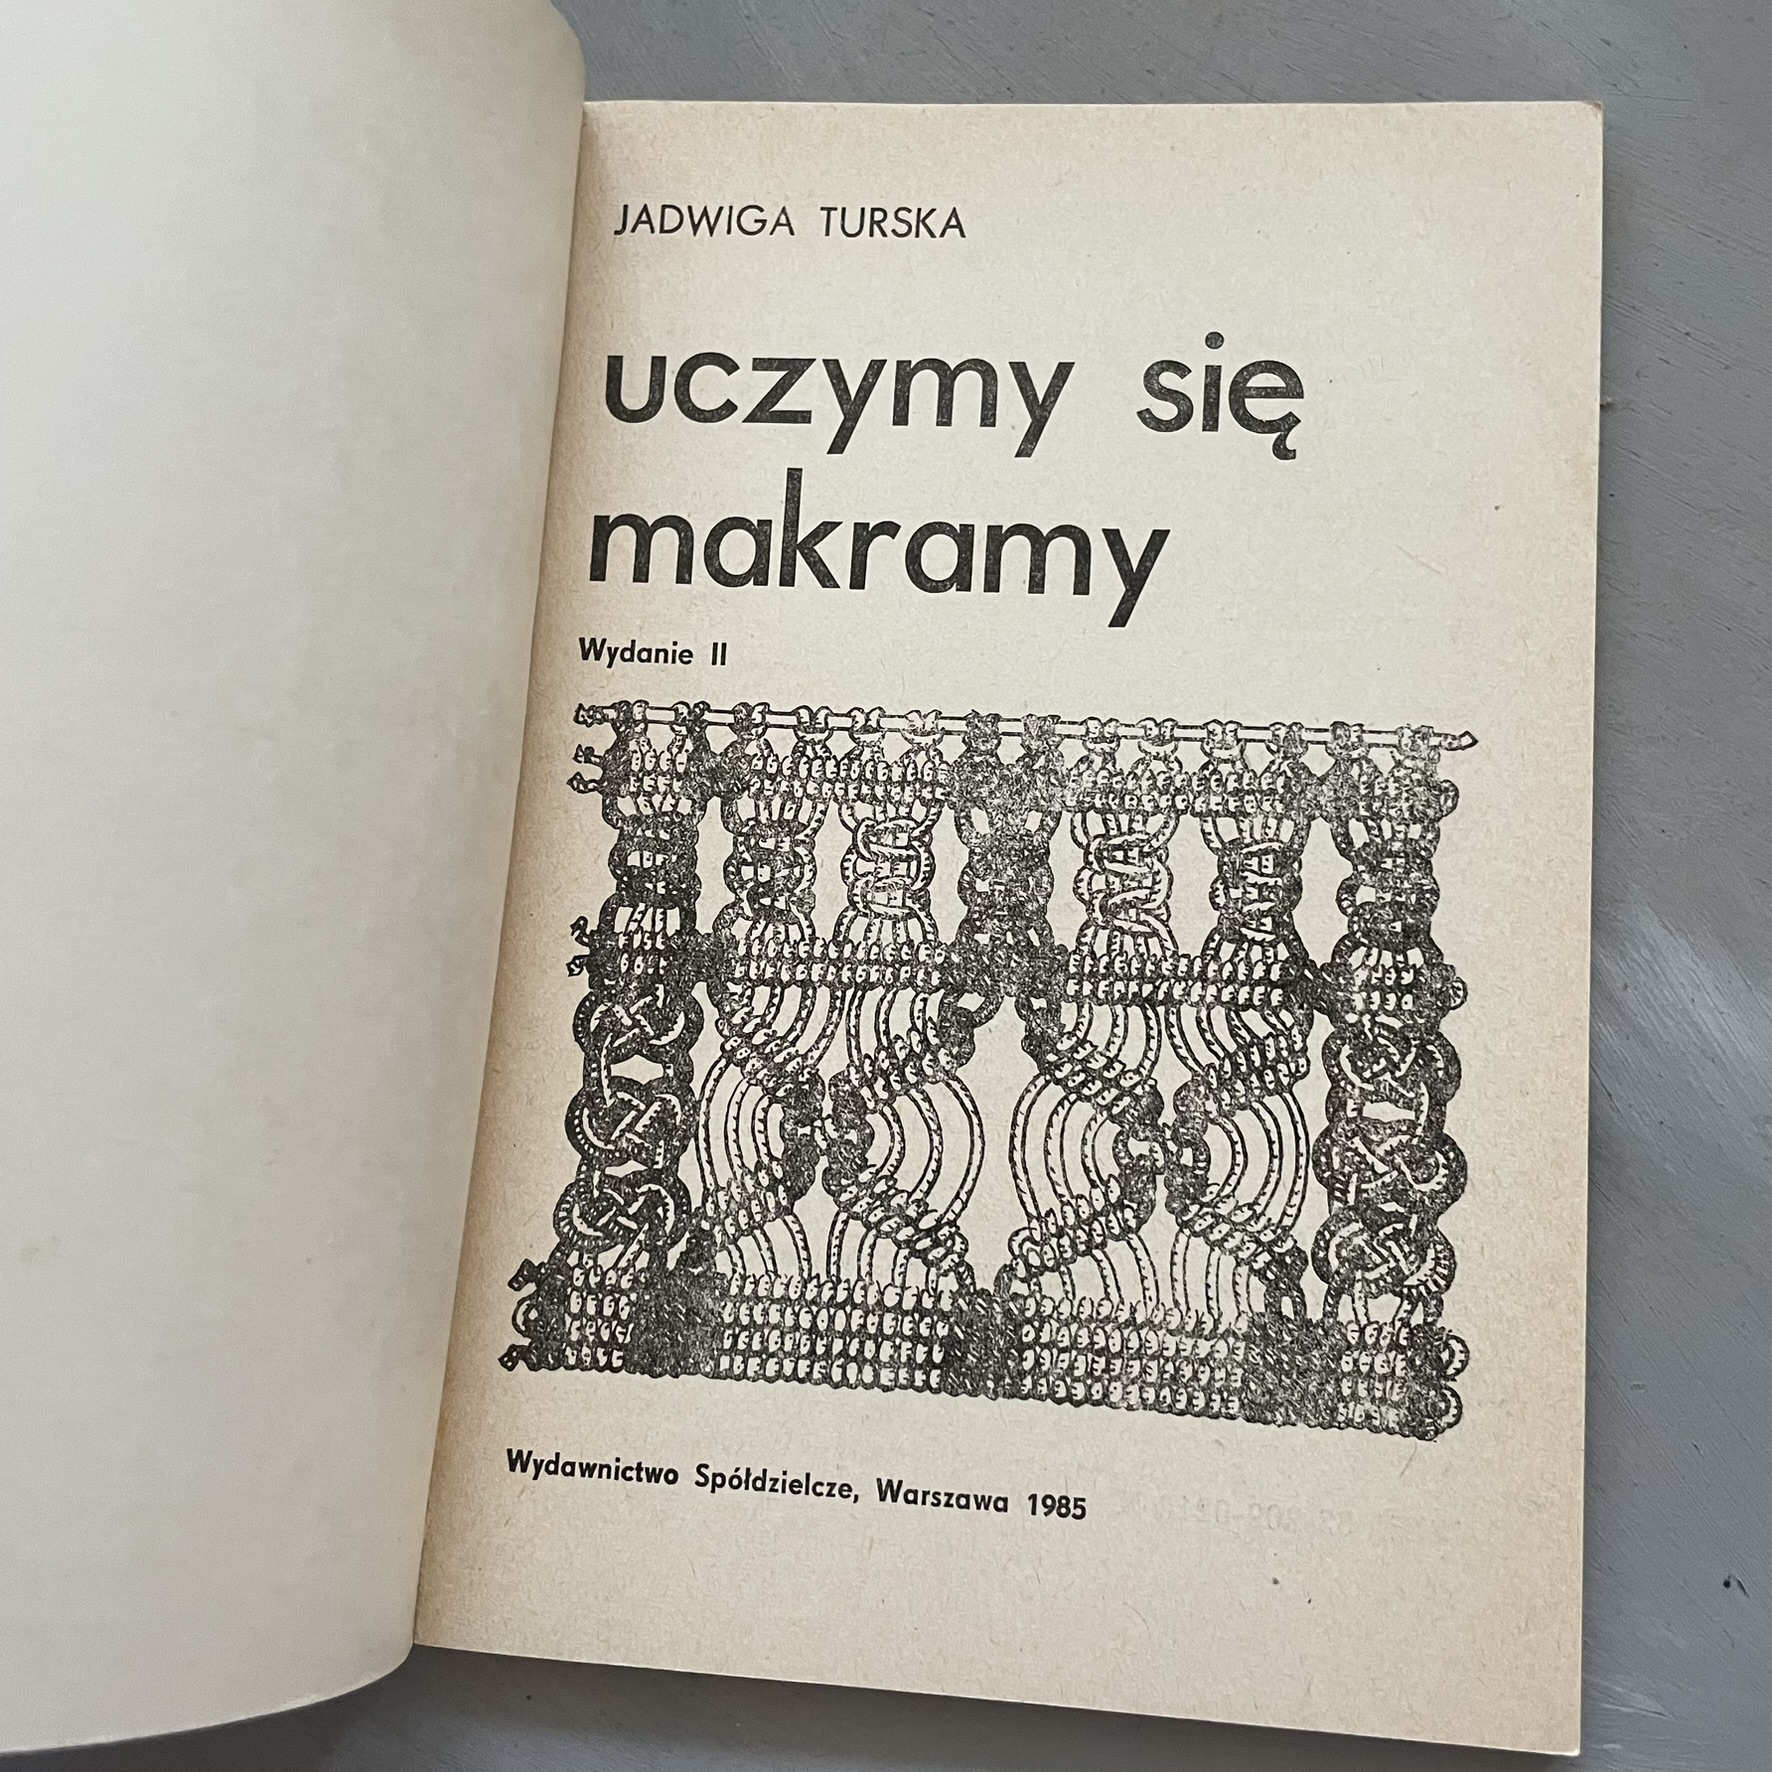 JADWIGA TURSKA
uczymy się
makramy
Wydanie II
Wydawnictwo Spółdzielcze, Warszawa 1985